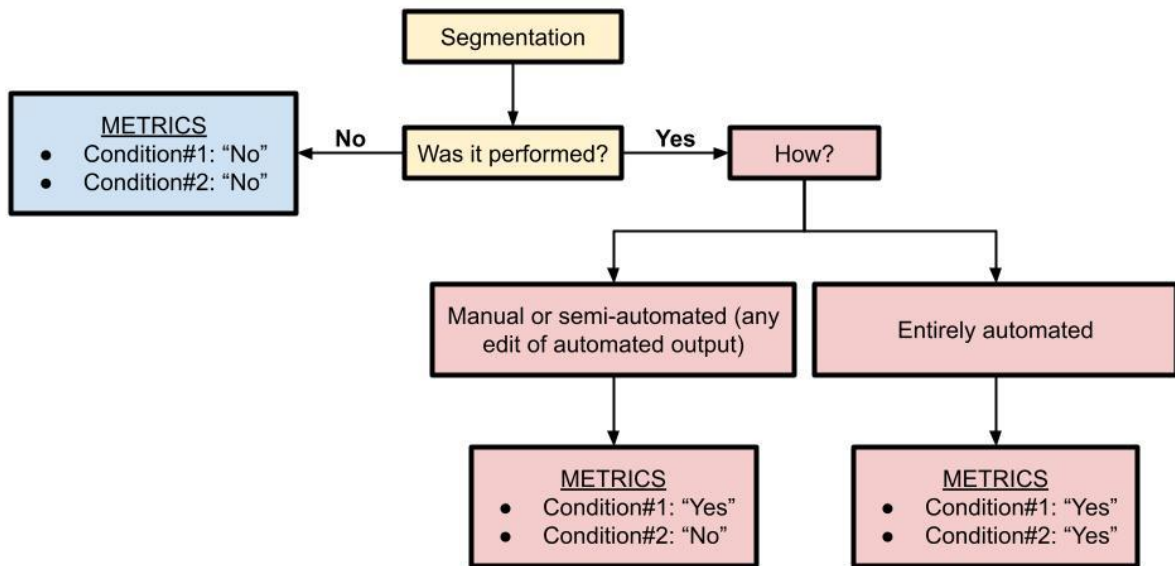 Segmentation
METRICS
● Condition#1: “No”
● Condition#2: “No”
No
Was it performed?
Yes
How?
Manual or semi-automated (any
edit of automated output)
Entirely automated
METRICS
● Condition#1: “Yes”
● Condition#2: “No”
METRICS
● Condition#1: “Yes”
● Condition#2: “Yes”